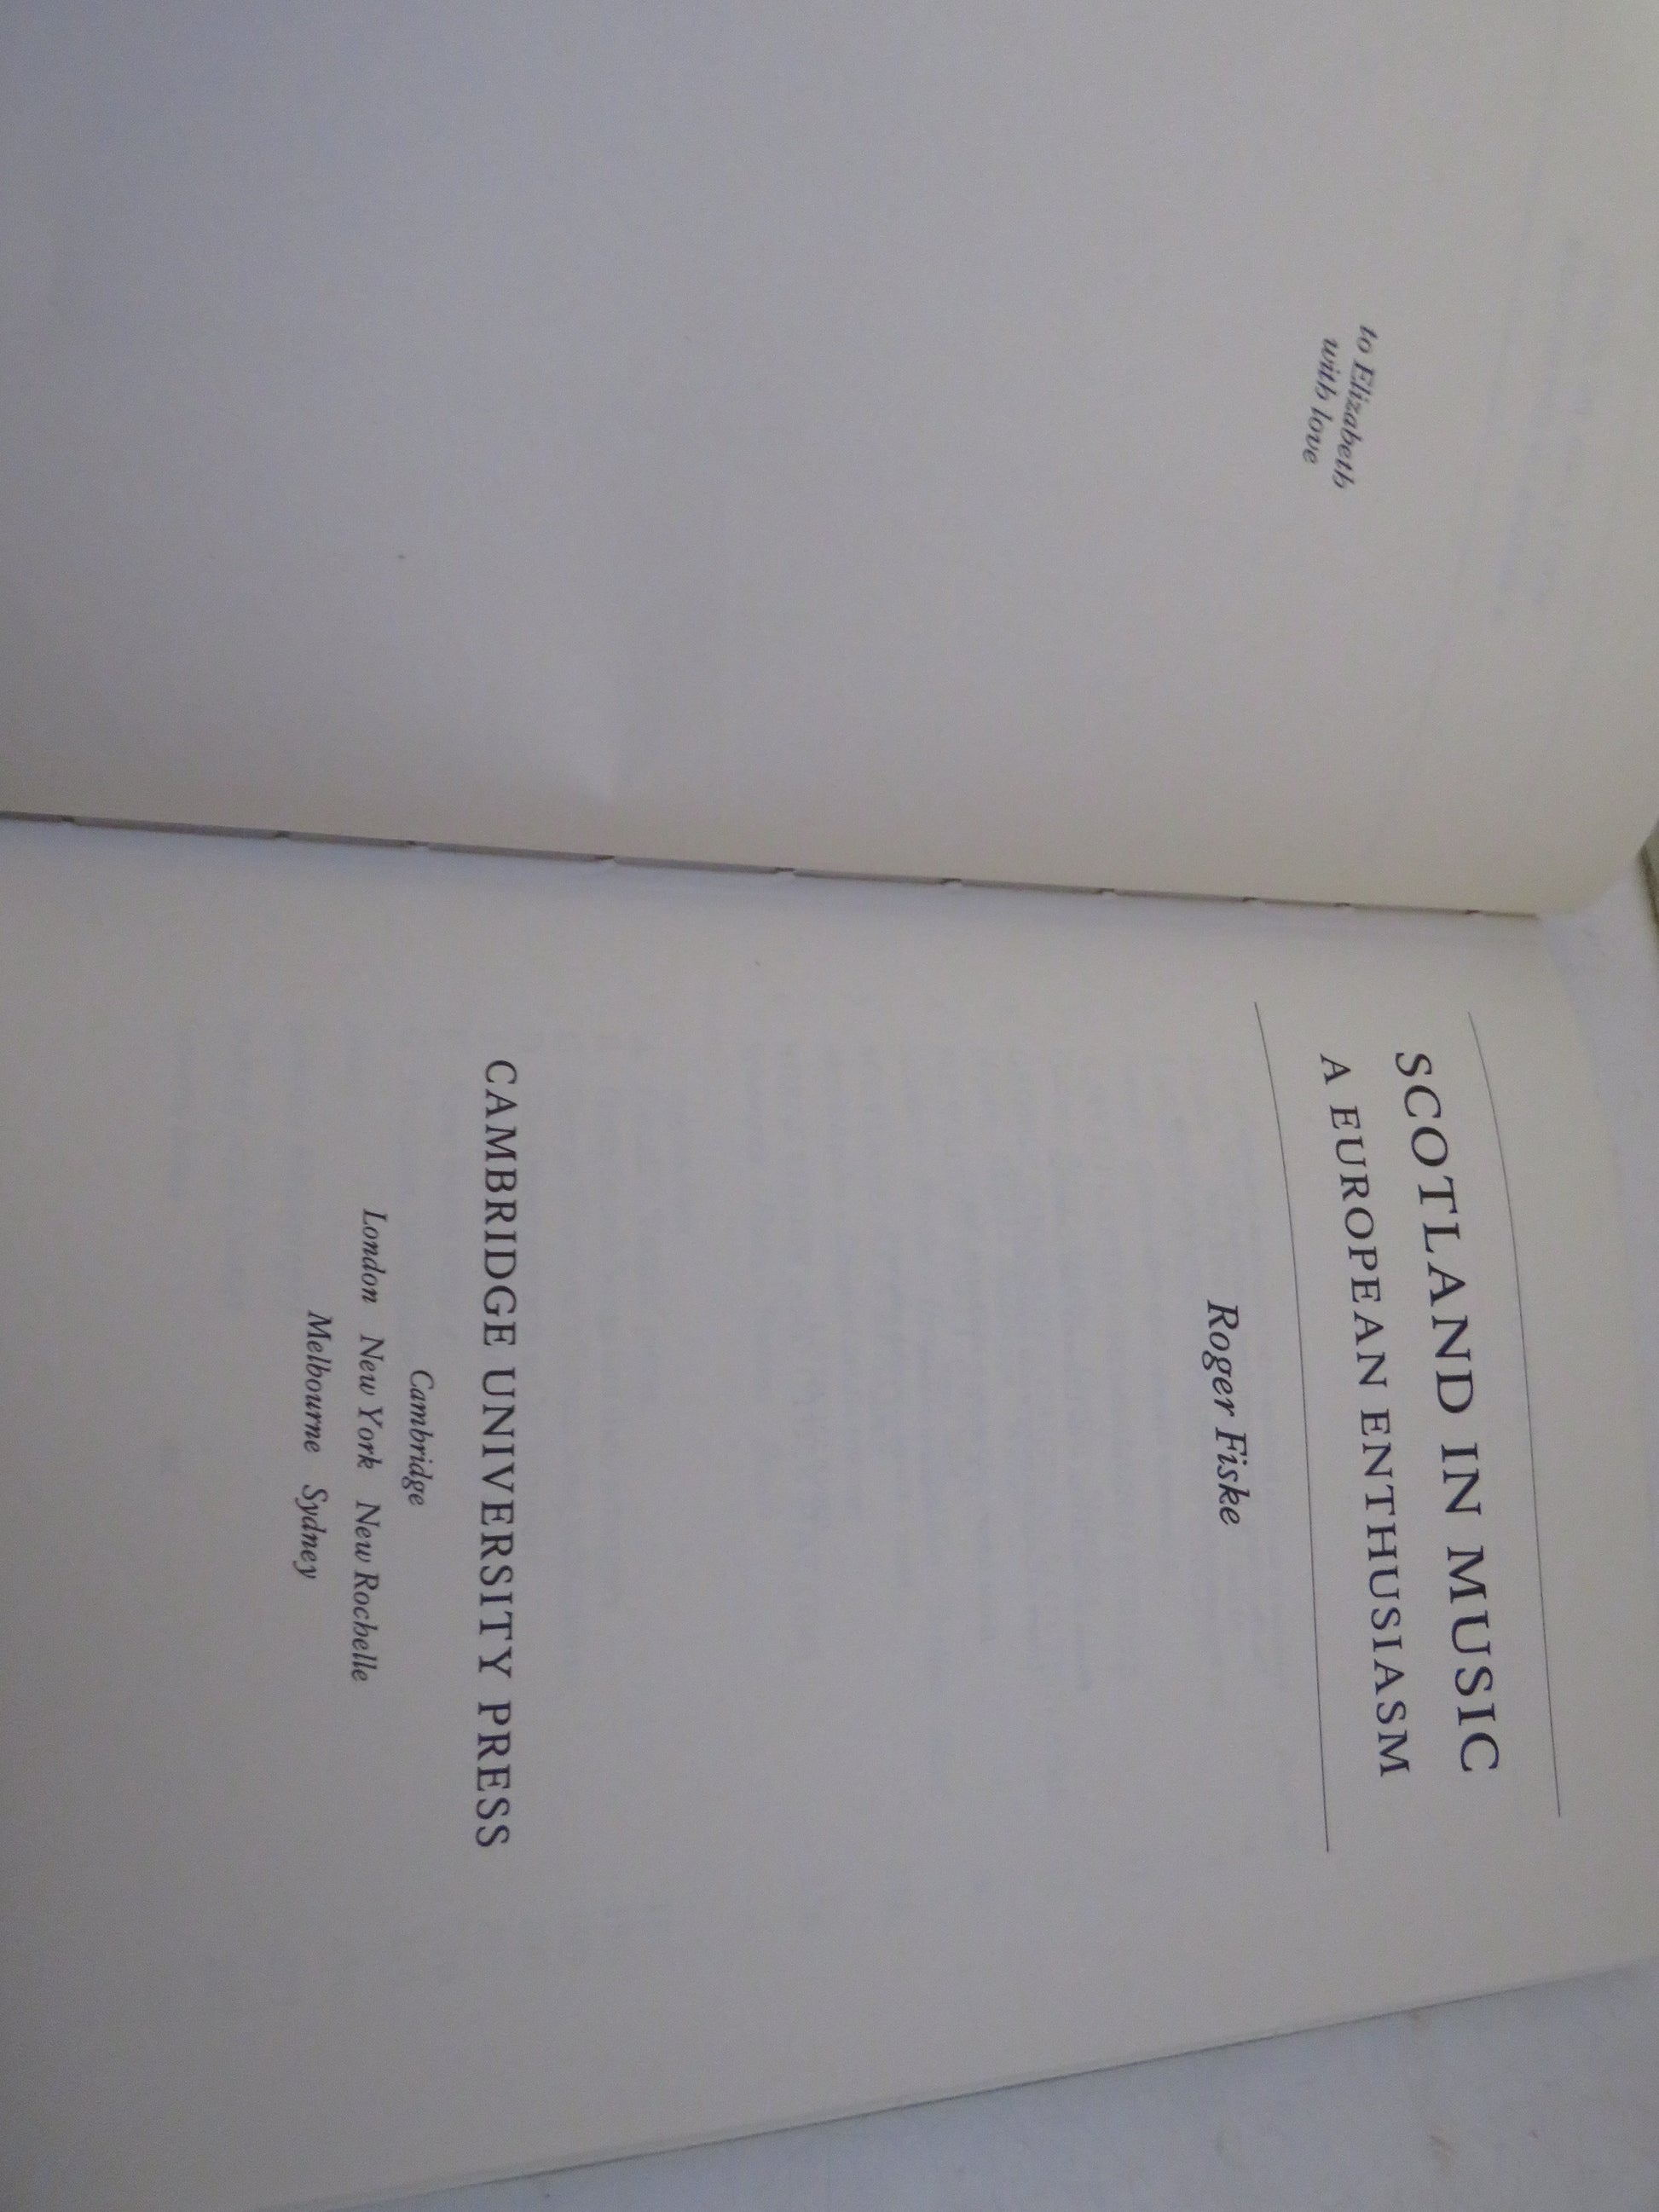 to Elizabeth
with love
SCOTLAND IN MUSIC
A EUROPEAN ENTHUSIASM
Roger Fiske
CAMBRIDGE UNIVERSITY PRESS
Cambridge
London New York New Rochelle
Melbourne Sydney